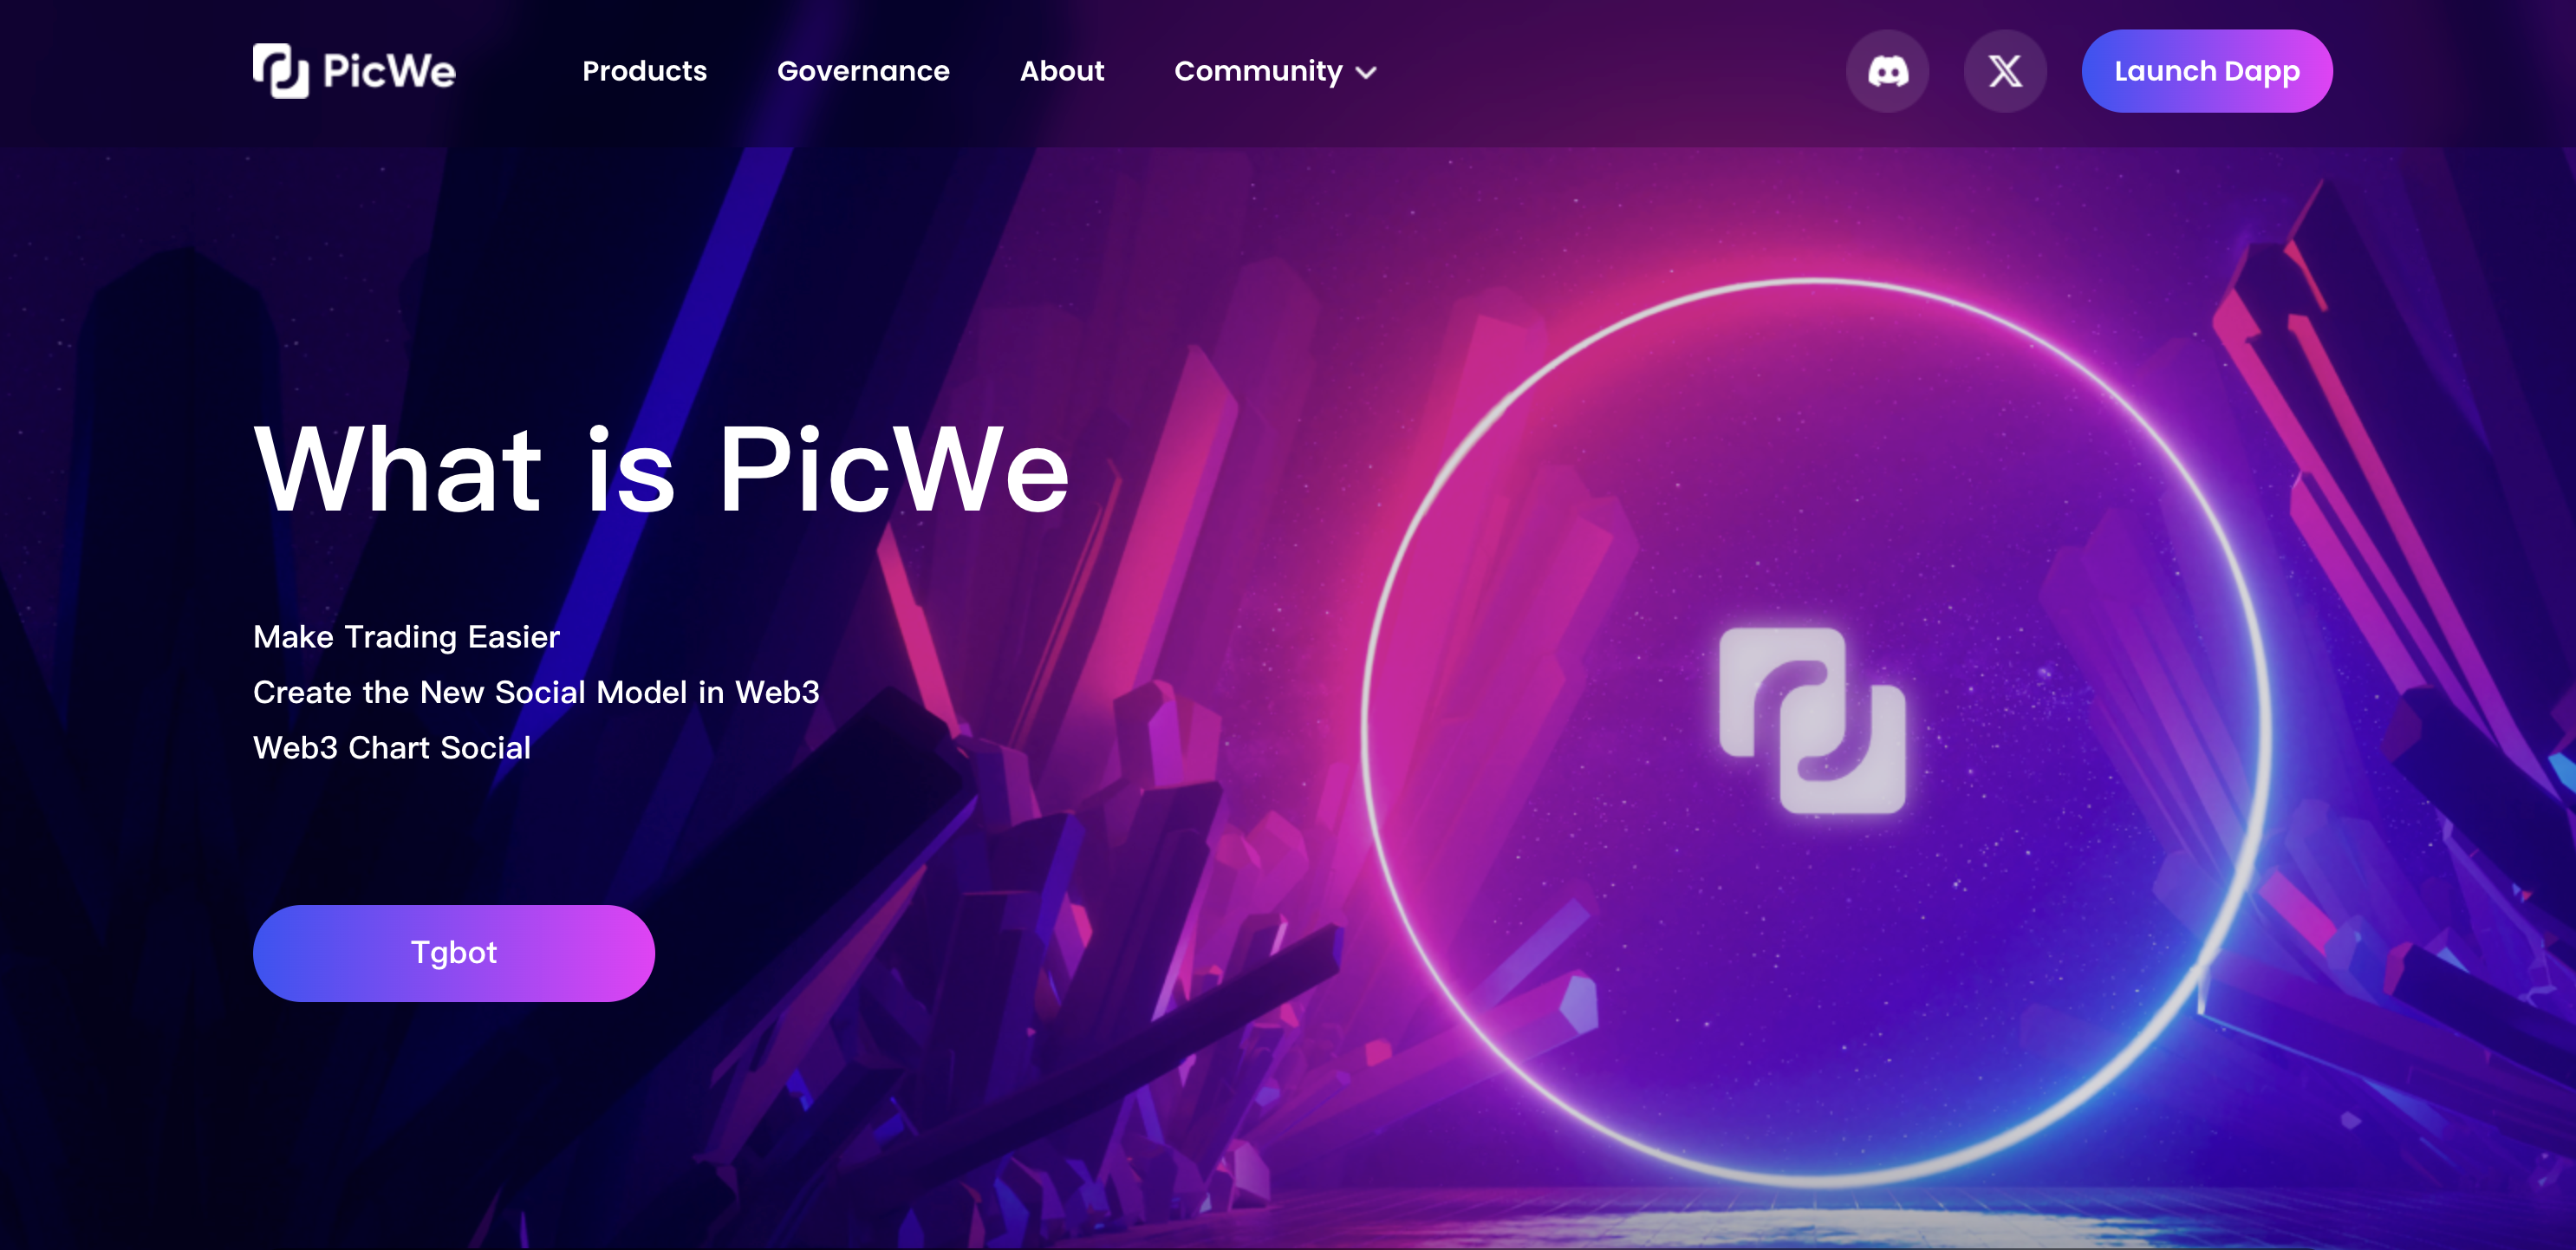 PicWe
Products
Governance
About
Community
Launch Dapp
What is PicWe
Make Trading Easier
Create the New Social Model in Web3
Web3 Chart Social
Tgbot